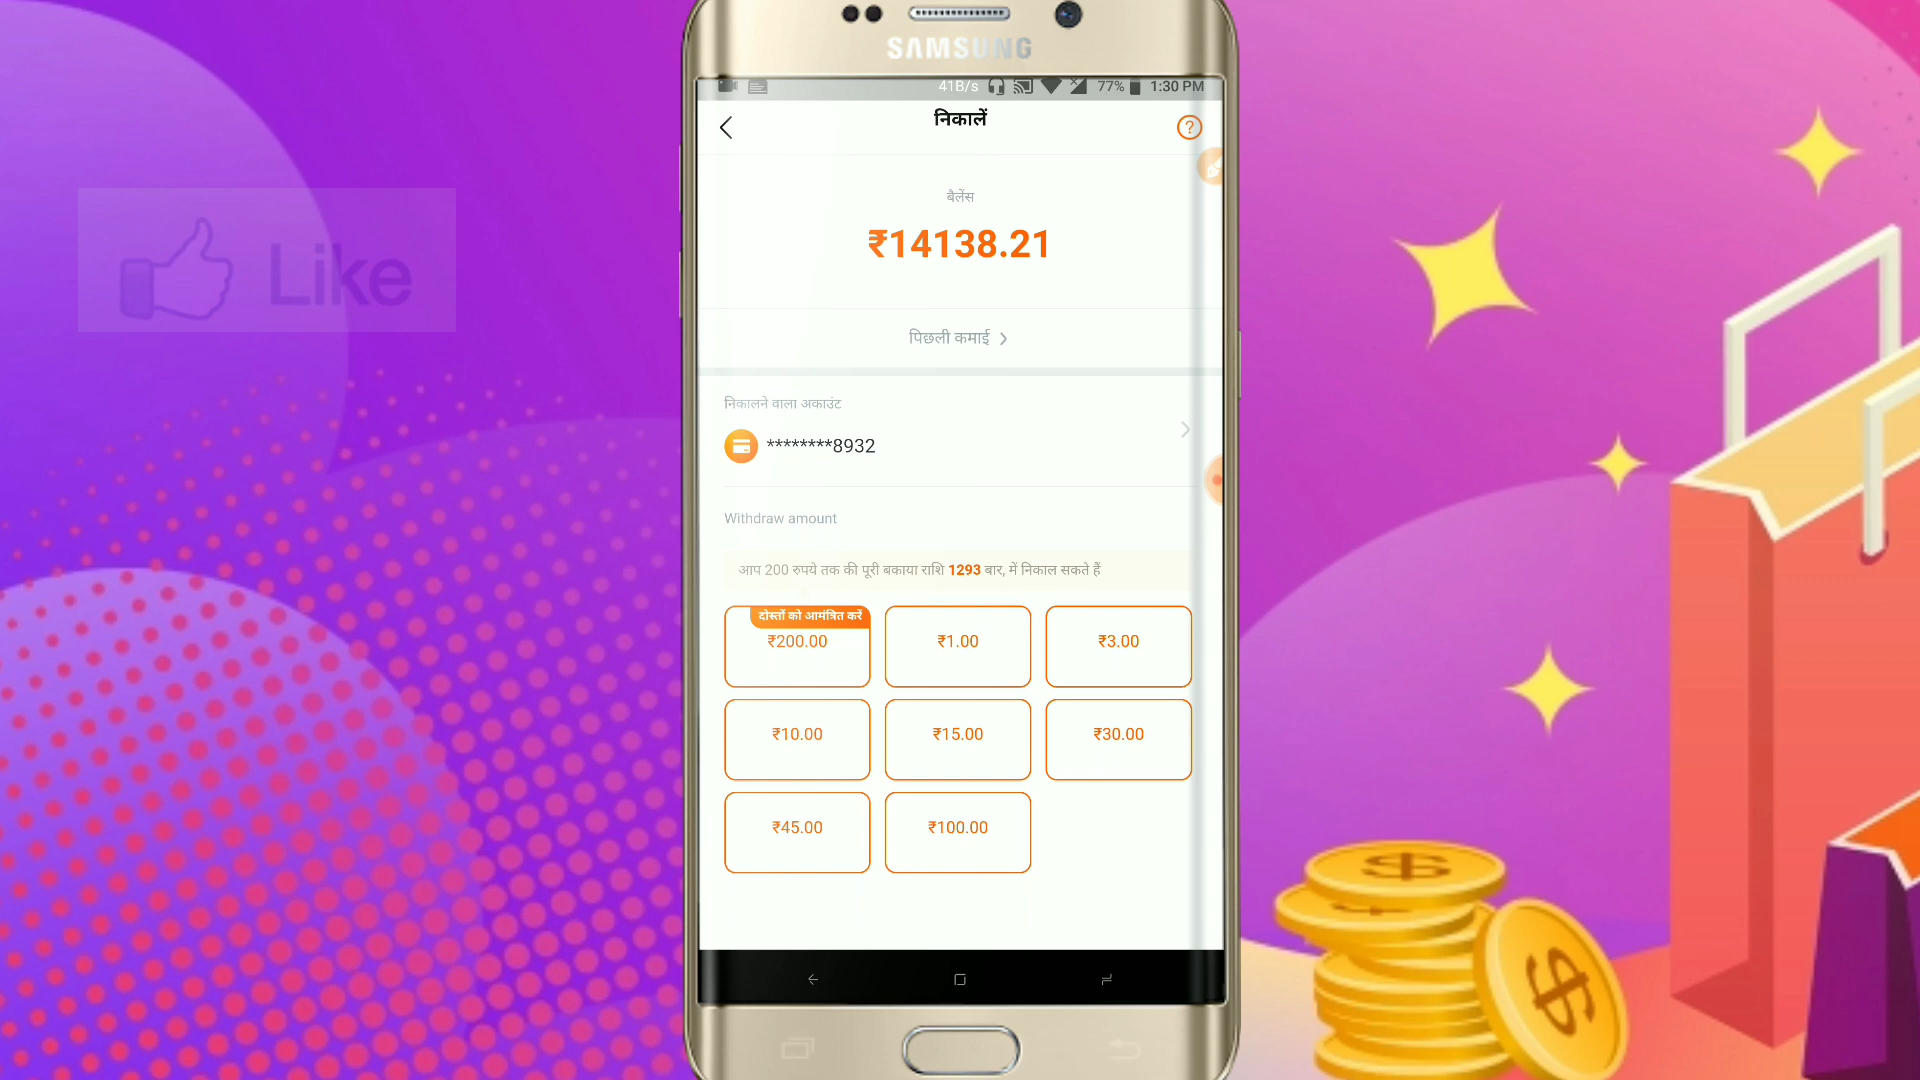 SAMSUNG
41B/s 77% 1:30 PM
निकालें
?
बैलेंस
₹14138.21
पिछली कमाई
निकालने वाला अकाउंट
********8932
Withdraw amount
आप 200 रुपये तक की पूरी बकाया राशि 1293 बार, में निकाल सकते हैं
दोस्तों को आमंत्रित करें
₹200.00 ₹1.00 ₹3.00
₹10.00 ₹15.00 ₹30.00
₹45.00 ₹100.00
Like
$
$